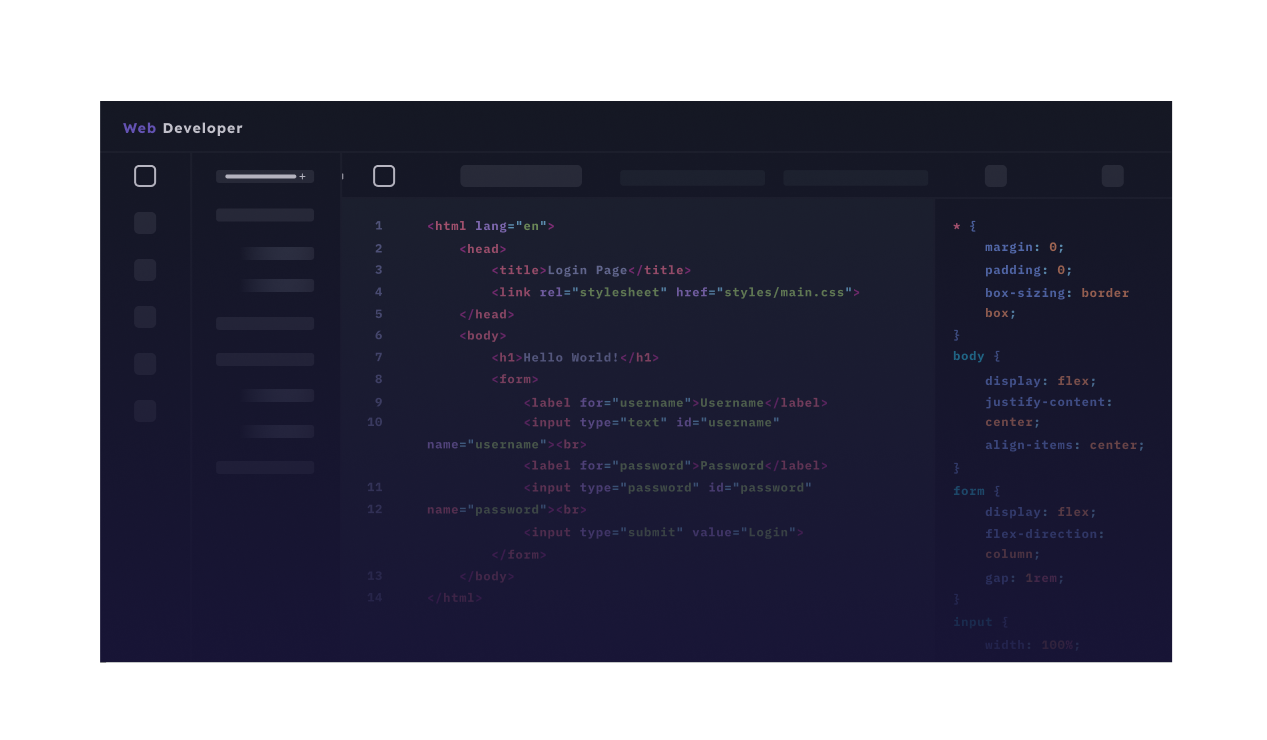 Web Developer
+
1 <html lang="en">
2 <head>
3 <title>Login Page</title>
4 <link rel="stylesheet" href="styles/main.css">
5 </head>
6 <body>
7 <h1>Hello World!</h1>
8 <form>
9 <label for="username">Username</label>
10 <input type="text" id="username"
name="username"><br>
<label for="password">Password</label>
11 <input type="password" id="password"
12 name="password"><br>
<input type="submit" value="Login">
</form>
13 </body>
14 </html>
* {
margin: 0;
padding: 0;
box-sizing: border
box;
}
body {
display: flex;
justify-content:
center;
align-items: center;
}
form {
display: flex;
flex-direction:
column;
gap: 1rem;
}
input {
width: 100%;